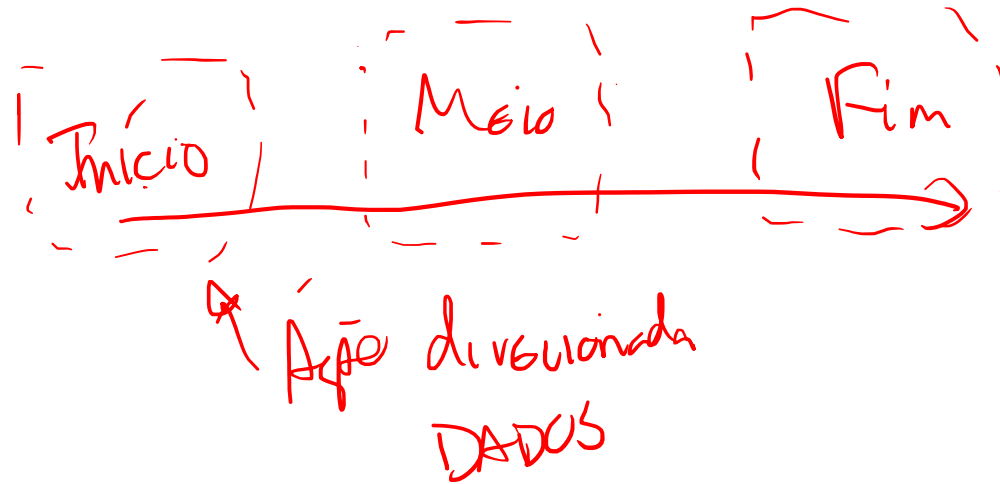 Início
Meio
Fim
Ação direcionada
DADOS